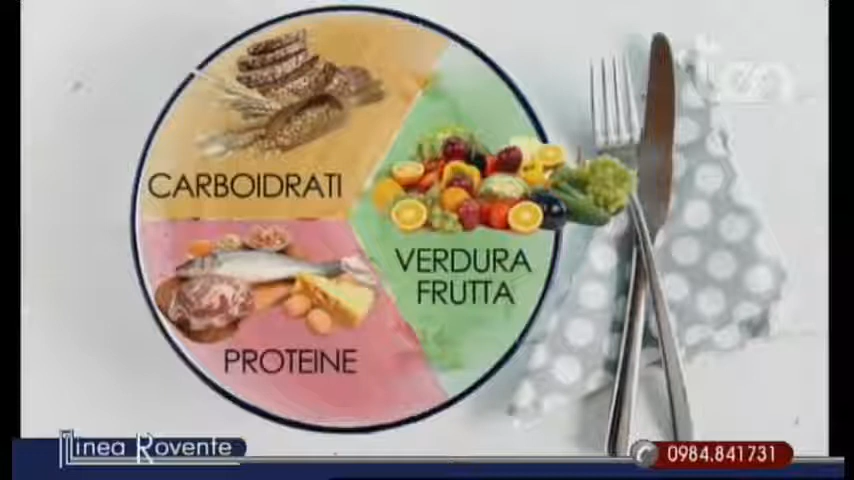 CARBOIDRATI
VERDURA
FRUTTA
PROTEINE
Linea Rovente
0984.841731